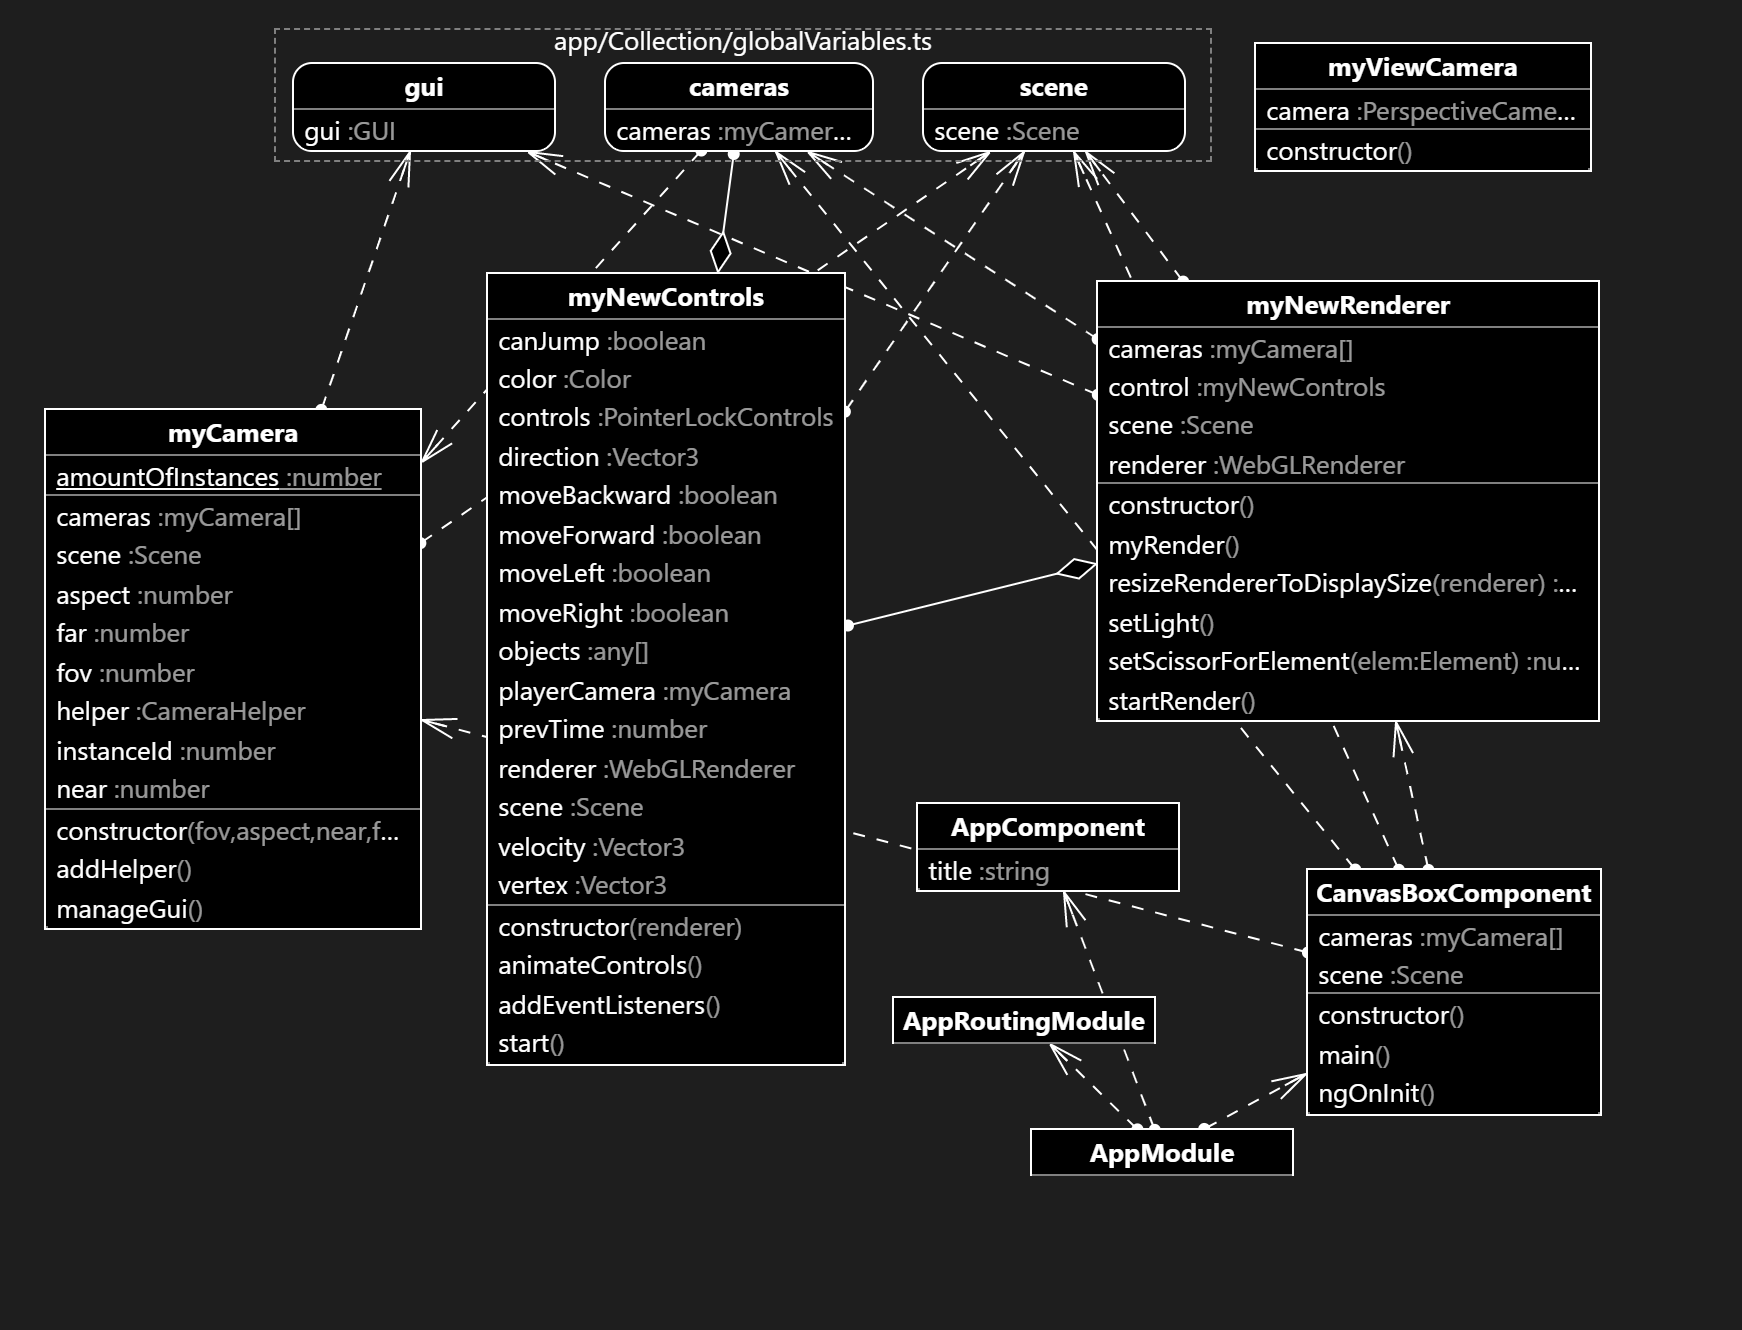 app/Collection/globalVariables.ts
gui
gui :GUI
cameras
cameras :myCamer...
scene
scene :Scene
myViewCamera
camera :PerspectiveCame...
constructor()
myCamera
amountOfInstances :number
cameras :myCamera[]
scene :Scene
aspect :number
far :number
fov :number
helper :CameraHelper
instanceId :number
near :number
constructor(fov,aspect,near,f...
addHelper()
manageGui()
myNewControls
canJump :boolean
color :Color
controls :PointerLockControls
direction :Vector3
moveBackward :boolean
moveForward :boolean
moveLeft :boolean
moveRight :boolean
objects :any[]
playerCamera :myCamera
prevTime :number
renderer :WebGLRenderer
scene :Scene
velocity :Vector3
vertex :Vector3
constructor(renderer)
animateControls()
addEventListeners()
start()
myNewRenderer
cameras :myCamera[]
control :myNewControls
scene :Scene
renderer :WebGLRenderer
constructor()
myRender()
resizeRendererToDisplaySize(renderer) :...
setLight()
setScissorForElement(elem:Element) :nu...
startRender()
AppComponent
title :string
CanvasBoxComponent
cameras :myCamera[]
scene :Scene
constructor()
main()
ngOnInit()
AppRoutingModule
AppModule